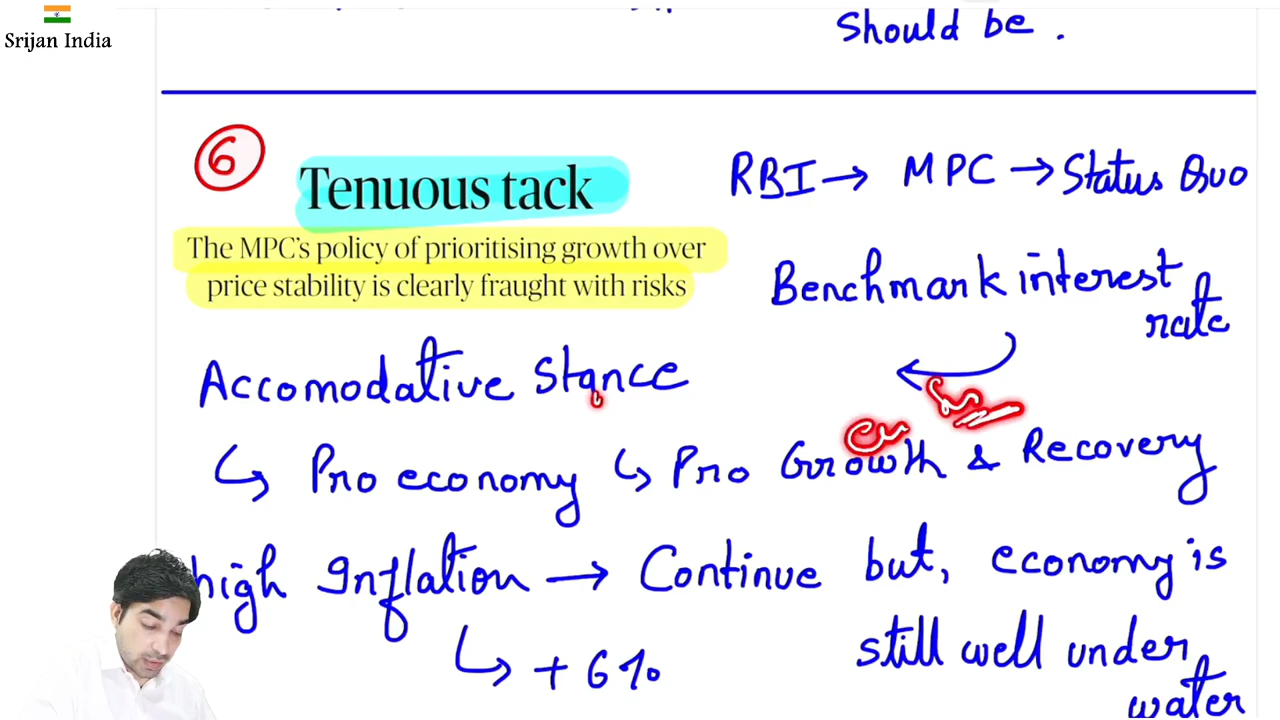 Srijan India
Should be .
6
Tenuous tack
The MPC's policy of prioritising growth over
price stability is clearly fraught with risks
RBI → MPC → Status Quo
Benchmark interest
rate
Accomodative Stance
↳ Pro economy ↳ Pro Growth & Recovery
high Inflation → Continue but, economy is
still well under
water
↳ + 6%